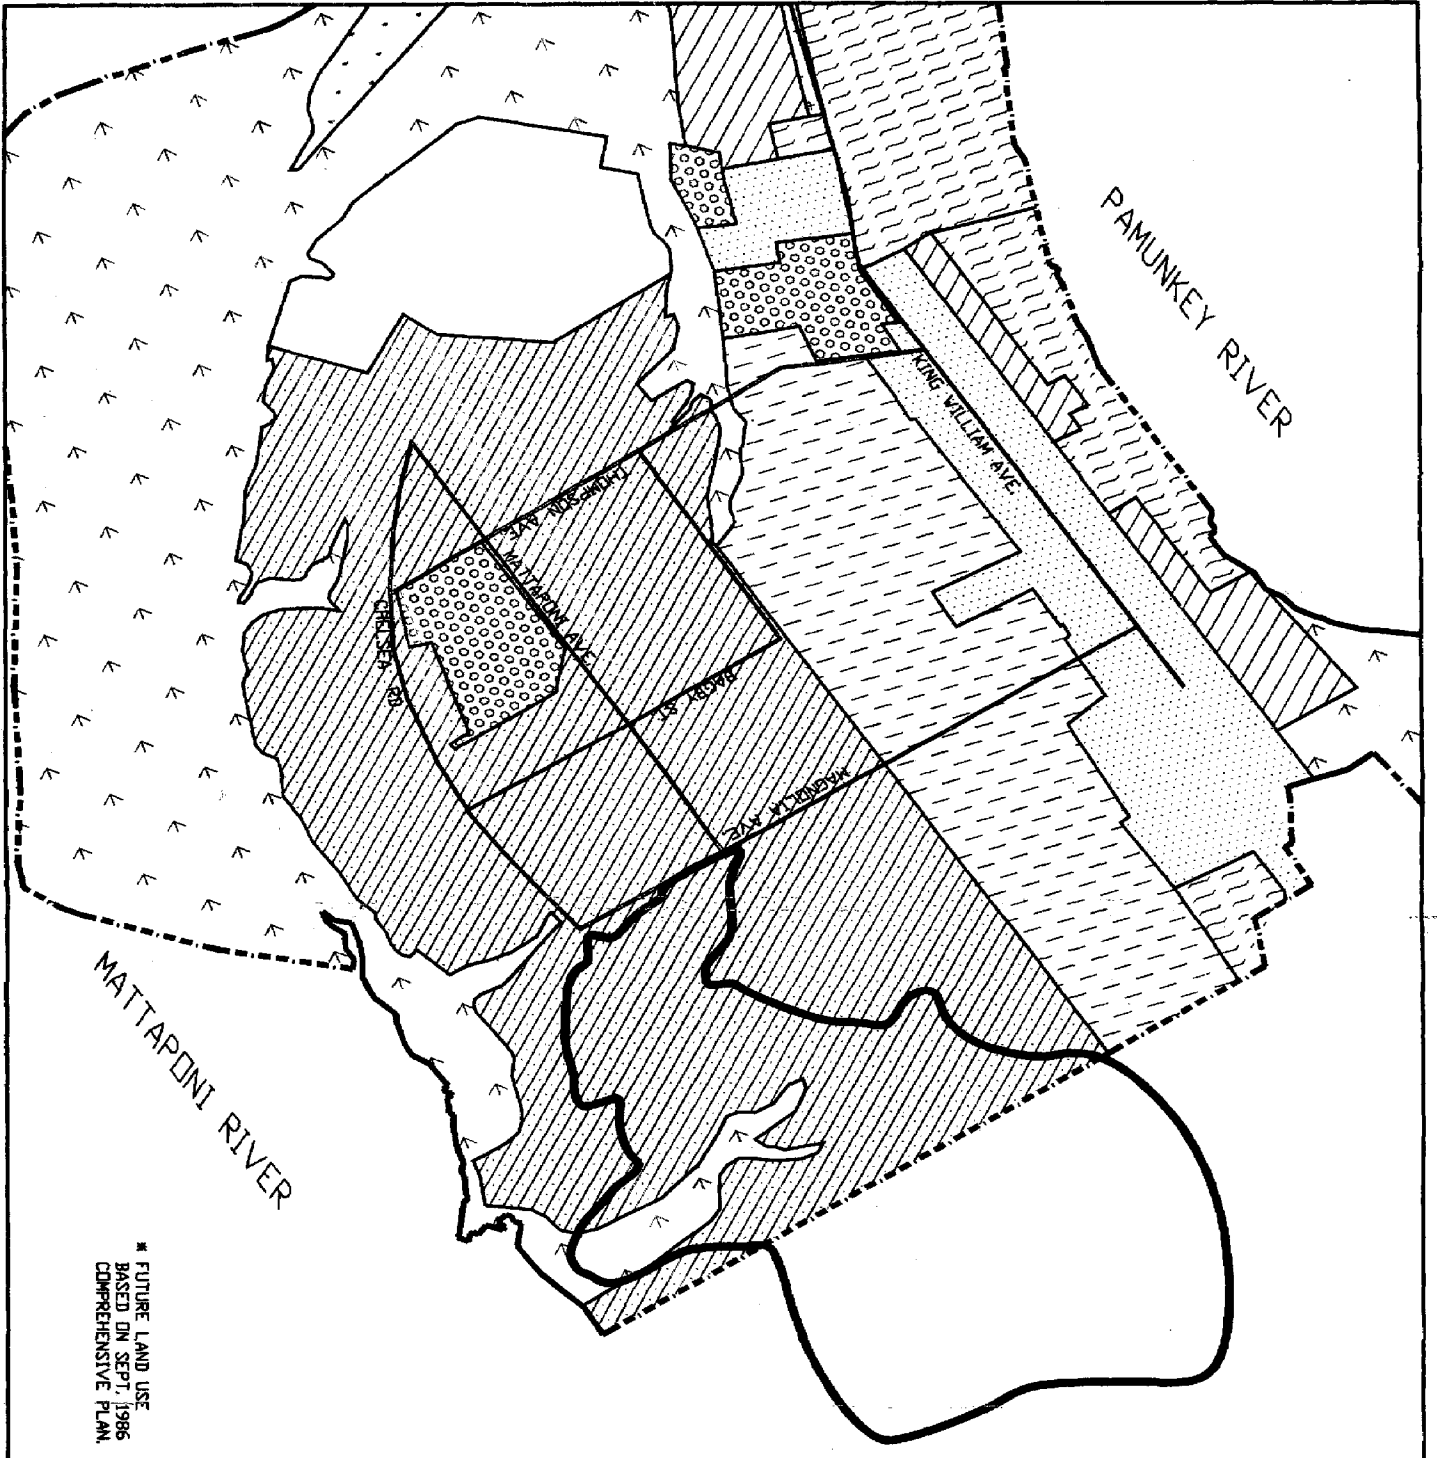 PAMUNKEY RIVER
KING WILLIAM AVE
THOMPSON AVE.
MATTAPONI AVE.
CHELSEA RD
BAGBY ST.
MAGNOLIA AVE.
MATTAPONI RIVER
* FUTURE LAND USE
BASED ON SEPT, 1986
COMPREHENSIVE PLAN.